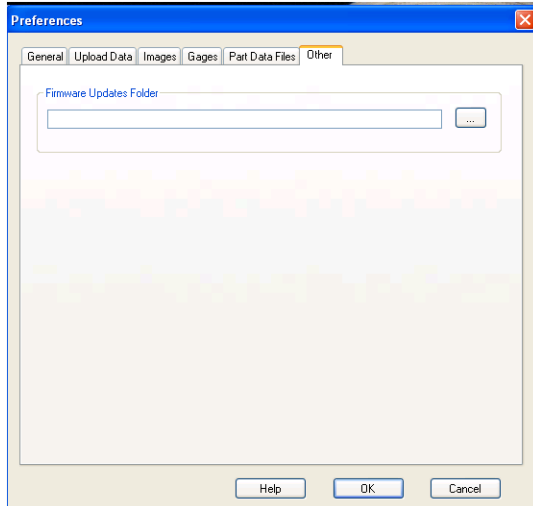 Preferences
General Upload Data Images Gages Part Data Files Other
Firmware Updates Folder
...
Help OK Cancel